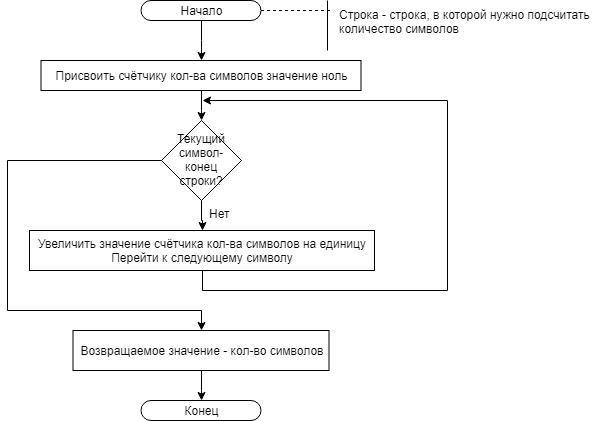 Начало
Строка - строка, в которой нужно подсчитать
количество символов
Присвоить счётчику кол-ва символов значение ноль
Текущий
символ-
конец
строки?
Нет
Увеличить значение счётчика кол-ва символов на единицу
Перейти к следующему символу
Возвращаемое значение - кол-во символов
Конец